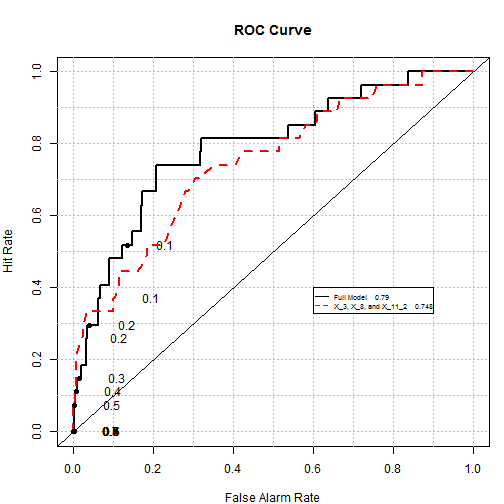 ROC Curve
1.0
0.8
0.6
0.4
0.2
0.0
Hit Rate
0.1
0.1
0.2
0.2
0.3
0.4
0.5
Full Model 0.79
X_3, X_8, and X_11_2 0.748
0.0 0.2 0.4 0.6 0.8 1.0
False Alarm Rate